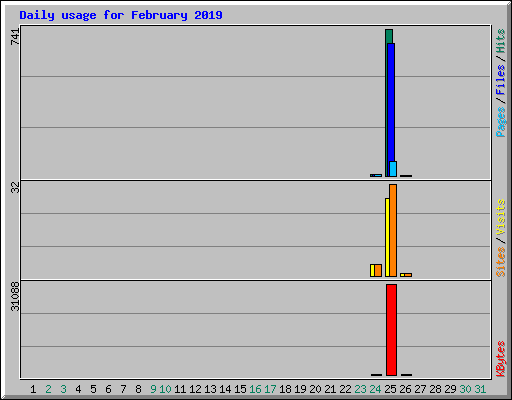 Daily usage for February 2019
741
Pages/Files/Hits
32
Sites/Visits
31088
KBytes
1 2 3 4 5 6 7 8 9 10 11 12 13 14 15 16 17 18 19 20 21 22 23 24 25 26 27 28 29 30 31